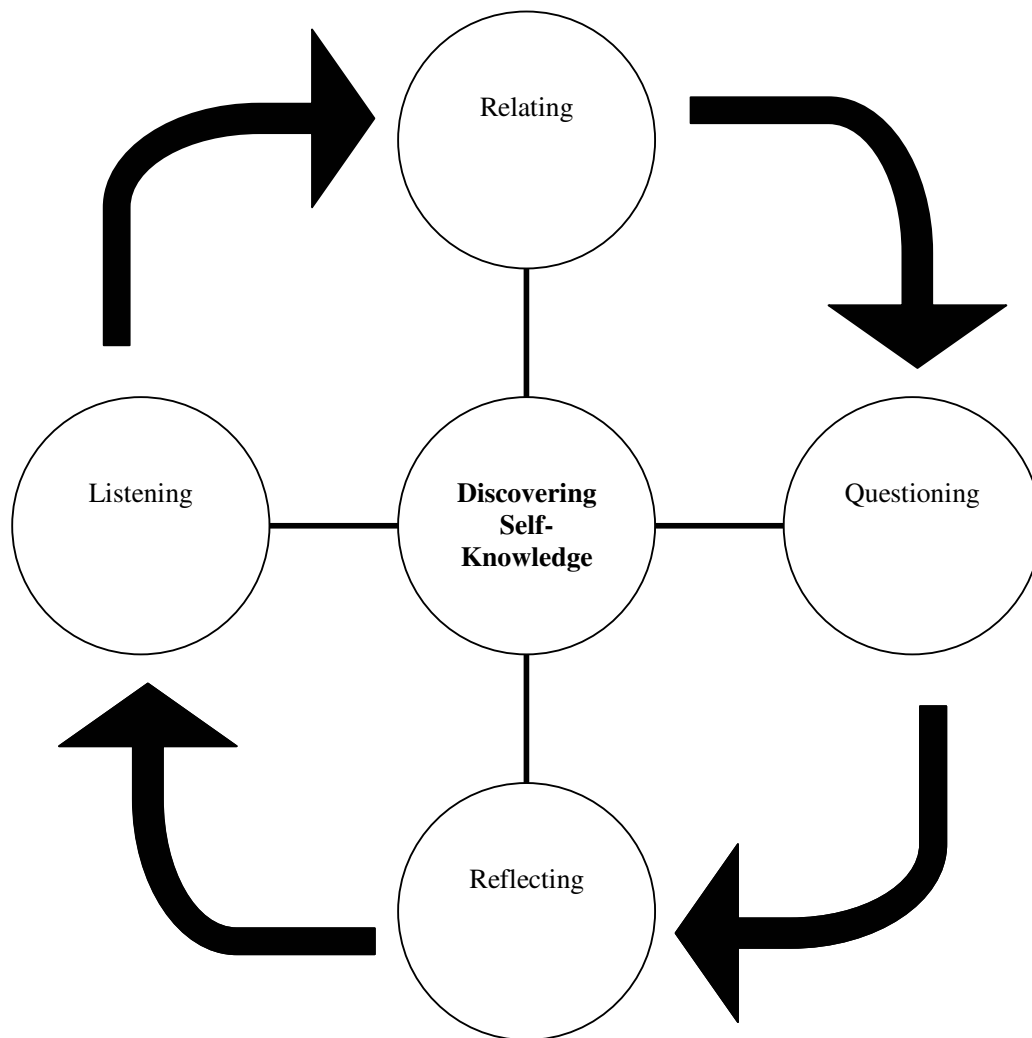 Relating
Listening
Discovering
Self-
Knowledge
Questioning
Reflecting